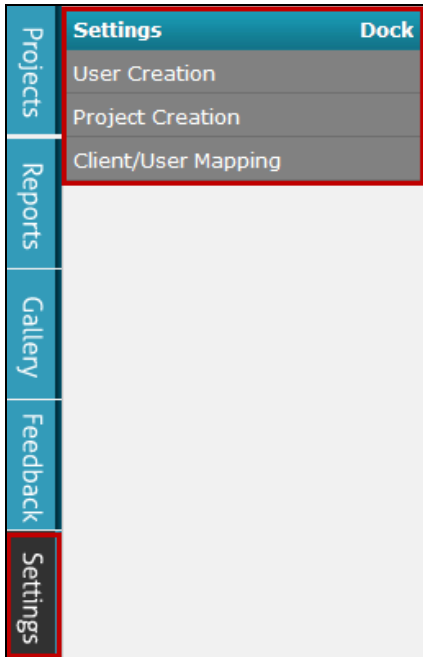 Projects
Reports
Gallery
Feedback
Settings
Settings Dock
User Creation
Project Creation
Client/User Mapping